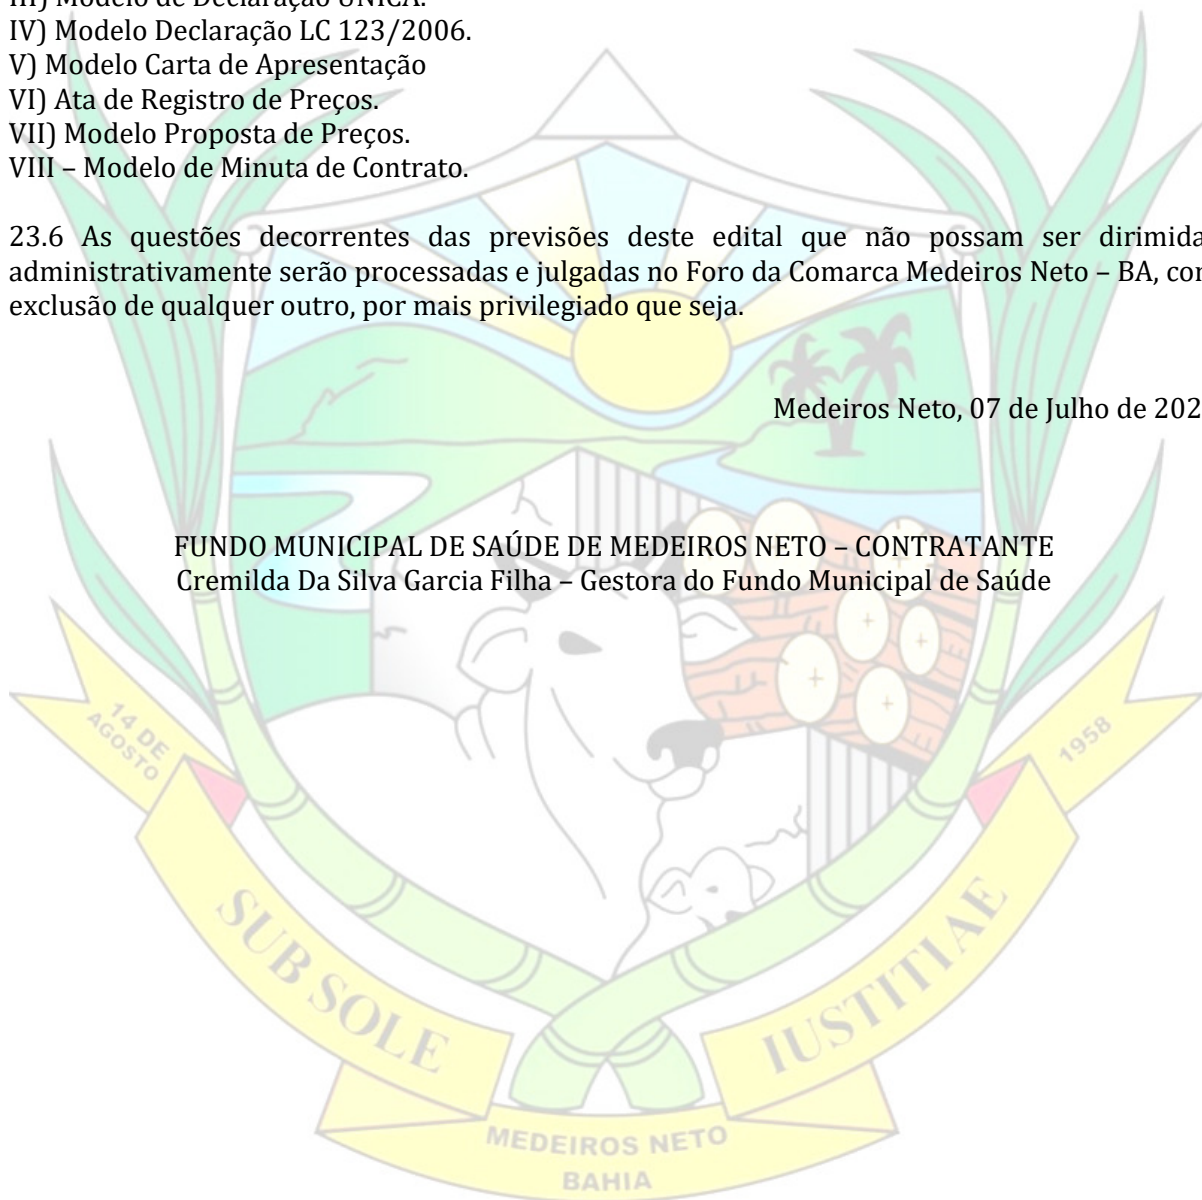 III) Modelo de Declaração ÚNICA.
IV) Modelo Declaração LC 123/2006.
V) Modelo Carta de Apresentação
VI) Ata de Registro de Preços.
VII) Modelo Proposta de Preços.
VIII – Modelo de Minuta de Contrato.
23.6 As questões decorrentes das previsões deste edital que não possam ser dirimida
administrativamente serão processadas e julgadas no Foro da Comarca Medeiros Neto – BA, co
exclusão de qualquer outro, por mais privilegiado que seja.
Medeiros Neto, 07 de Julho de 202
FUNDO MUNICIPAL DE SAÚDE DE MEDEIROS NETO – CONTRATANTE
Cremilda Da Silva Garcia Filha – Gestora do Fundo Municipal de Saúde
14 DE
AGOSTO
1958
SUB SOLE
IUSTITIAE
MEDEIROS NETO
BAHIA